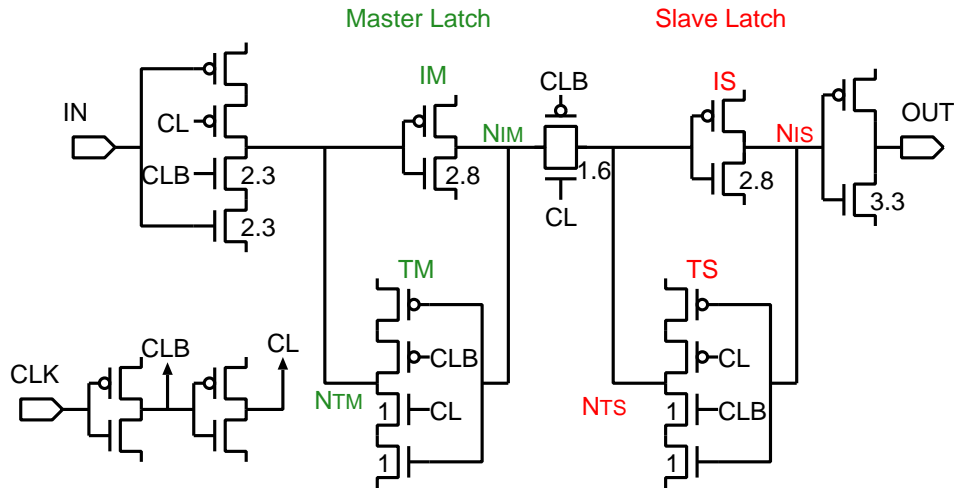 Master Latch
Slave Latch
IM
CLB
IS
IN
CL
NIM
NIS
OUT
CLB
2.3
2.8
1.6
2.8
CL
2.3
3.3
TM
TS
CLB
CL
CLB
CL
CLK
NTM
1
CL
NTS
1
CLB
1
1